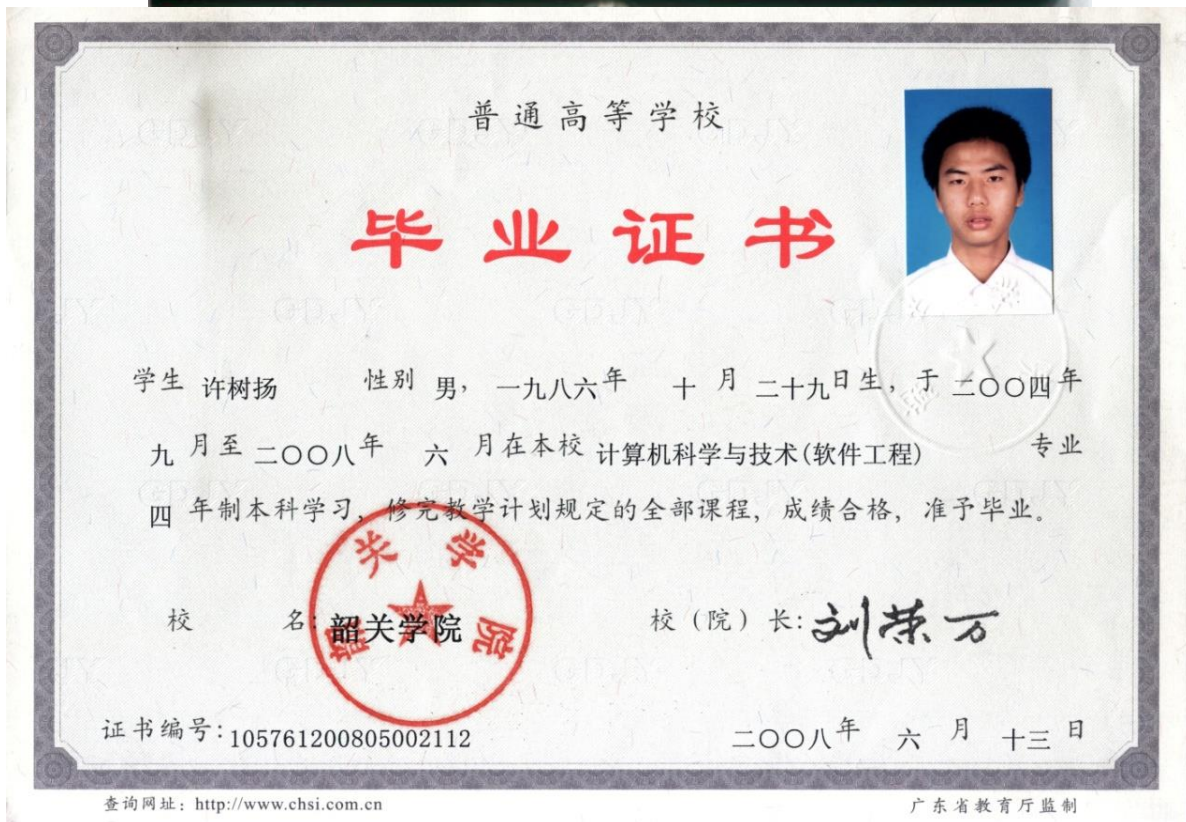 普通高等学校
毕业证书
学生 许树扬 性别 男, 一九八六年 十 月 二十九日生, 于 二〇〇四年
九 月至 二〇〇八年 六 月在本校 计算机科学与技术(软件工程) 专业
四 年制本科学习, 修完教学计划规定的全部课程, 成绩合格, 准予毕业。
校 名: 韶关学院 校(院)长: 刘荣万
韶关学院
证书编号: 105761200805002112 二〇〇八年 六 月 十三 日
查询网址: http://www.chsi.com.cn 广东省教育厅监制